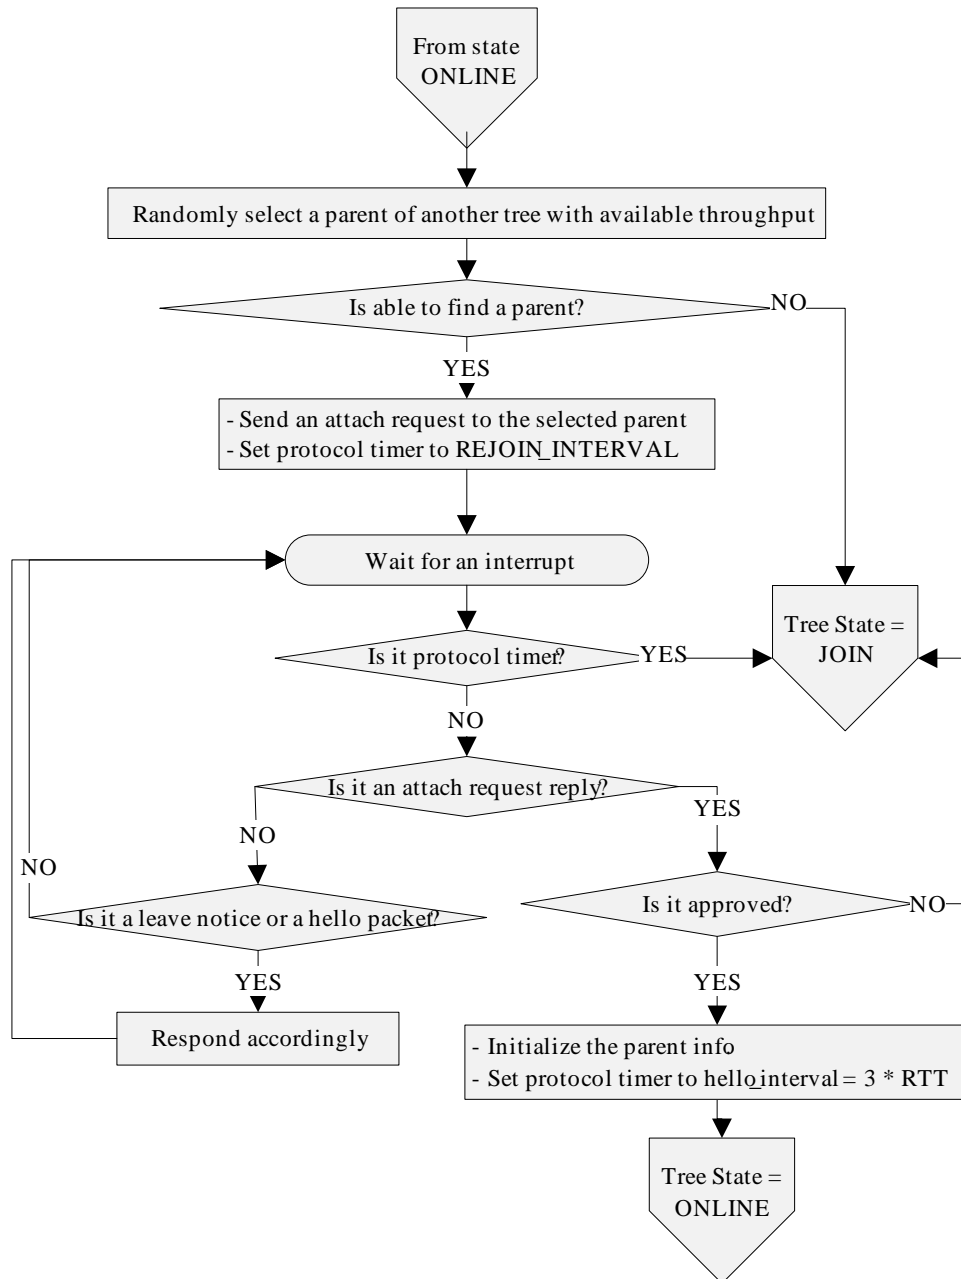 From state
ONLINE
Randomly select a parent of another tree with available throughput
Is able to find a parent?
NO
YES
- Send an attach request to the selected parent
- Set protocol timer to REJOIN_INTERVAL
Wait for an interrupt
Tree State =
JOIN
Is it protocol timer?
YES
NO
Is it an attach request reply?
YES
NO
NO
Is it a leave notice or a hello packet?
Is it approved?
NO
YES
YES
Respond accordingly
- Initialize the parent info.
- Set protocol timer to hello_interval = 3 * RTT
Tree State =
ONLINE